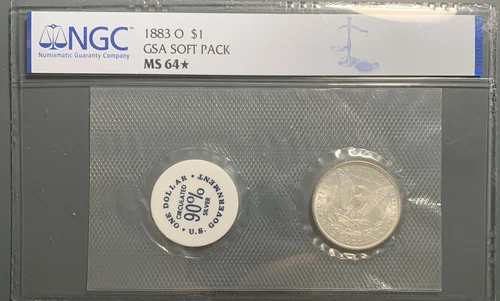 NGC
Numismatic Guaranty Company
1883 O $1
GSA SOFT PACK
MS 64★
ONE DOLLAR • U.S. GOVERNMENT •
CIRCULATED
90%
SILVER